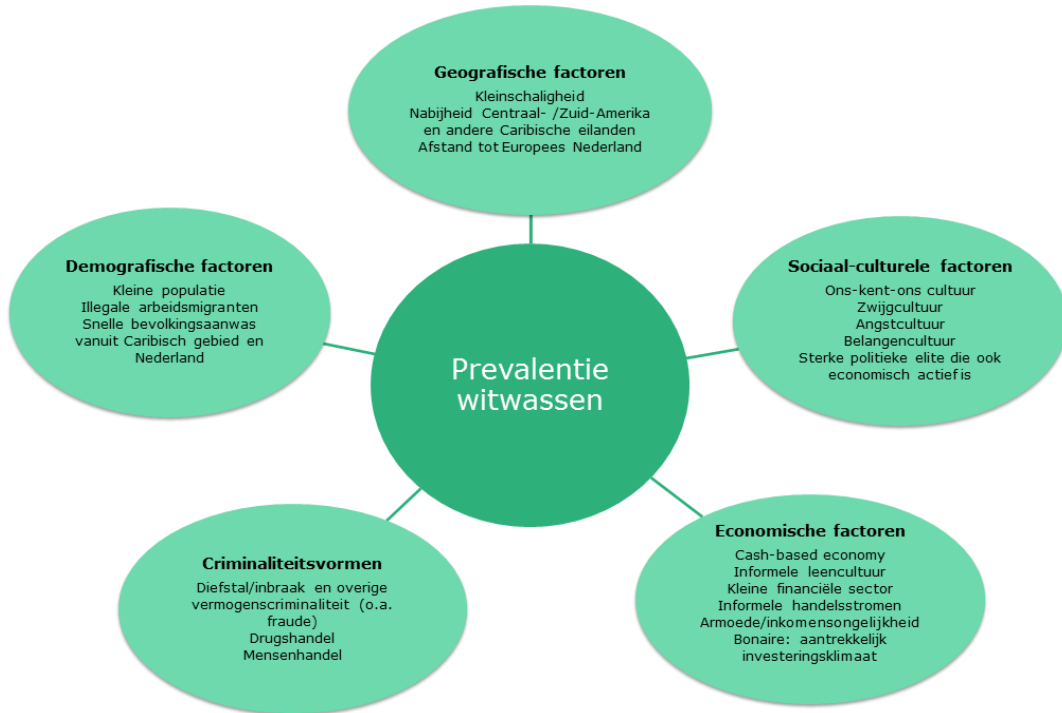 Geografische factoren
Kleinschaligheid
Nabijheid Centraal- /Zuid-Amerika
en andere Caribische eilanden
Afstand tot Europees Nederland
Demografische factoren
Kleine populatie
Illegale arbeidsmigranten
Snelle bevolkingsaanwas
vanuit Caribisch gebied en
Nederland
Sociaal-culturele factoren
Ons-kent-ons cultuur
Zwijgcultuur
Angstcultuur
Belangencultuur
Sterke politieke elite die ook
economisch actief is
Prevalentie
witwassen
Criminaliteitsvormen
Diefstal/inbraak en overige
vermogenscriminaliteit (o.a.
fraude)
Drugshandel
Mensenhandel
Economische factoren
Cash-based economy
Informele leencultuur
Kleine financiële sector
Informele handelsstromen
Armoede/inkomensongelijkheid
Bonaire: aantrekkelijk
investeringsklimaat